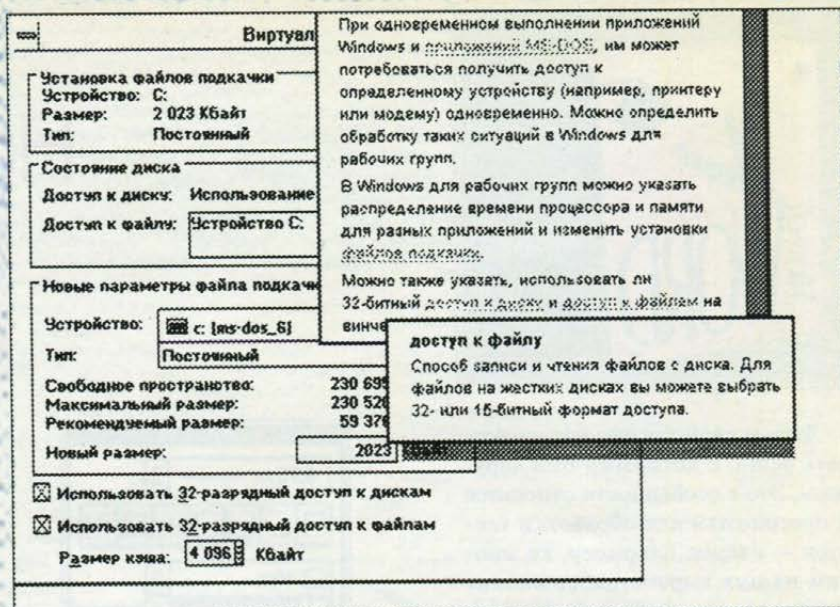 Виртуал
Установка файлов подкачки
Устройство: C:
Размер: 2 023 Кбайт
Тип: Постоянный
Состояние диска
Доступ к диску: Использование
Доступ к файлу: Устройство C:
Новые параметры файла подкачки
Устройство: c: [ms-dos_6]
Тип: Постоянный
Свободное пространство: 230 695
Максимальный размер: 230 520
Рекомендуемый размер: 59 376
Новый размер: 2023 Кбайт
Использовать 32-разрядный доступ к дискам
Использовать 32-разрядный доступ к файлам
Размер кэша: 4 096 Кбайт
При одновременном выполнении приложений
Windows и приложений MS-DOS, им может
потребоваться получить доступ к
определенному устройству (например, принтеру
или модему) одновременно. Можно определить
обработку таких ситуаций в Windows для
рабочих групп.
В Windows для рабочих групп можно указать
распределение времени процессора и памяти
для разных приложений и изменить установки
файлов подкачки.
Можно также указать, использовать ли
32-битный доступ к диску и доступ к файлам на
винче
доступ к файлу
Способ записи и чтения файлов с диска. Для
файлов на жестких дисках вы можете выбрать
32- или 16-битный формат доступа.